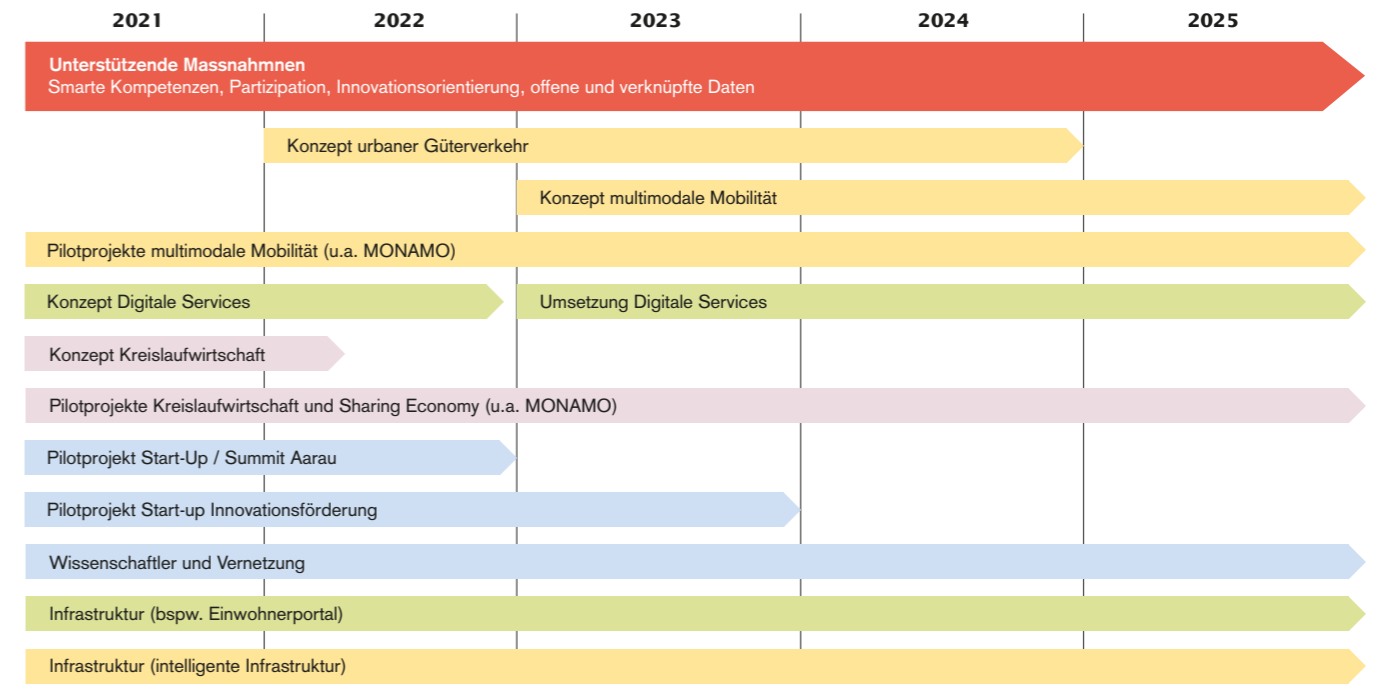 2021 2022 2023 2024 2025
Unterstützende Massnahmnen
Smarte Kompetenzen, Partizipation, Innovationsorientierung, offene und verknüpfte Daten
Konzept urbaner Güterverkehr
Konzept multimodale Mobilität
Pilotprojekte multimodale Mobilität (u.a. MONAMO)
Konzept Digitale Services Umsetzung Digitale Services
Konzept Kreislaufwirtschaft
Pilotprojekte Kreislaufwirtschaft und Sharing Economy (u.a. MONAMO)
Pilotprojekt Start-Up / Summit Aarau
Pilotprojekt Start-up Innovationsförderung
Wissenschaftler und Vernetzung
Infrastruktur (bspw. Einwohnerportal)
Infrastruktur (intelligente Infrastruktur)